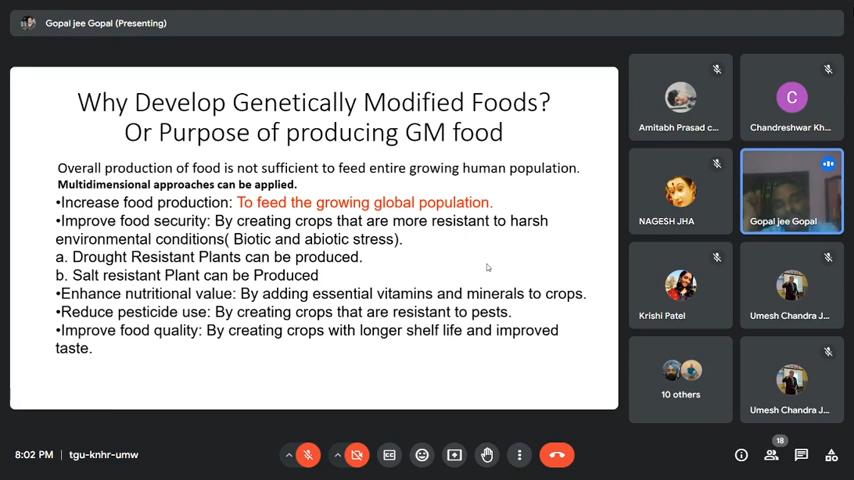 Gopal jee Gopal (Presenting)
Why Develop Genetically Modified Foods?
Or Purpose of producing GM food
Overall production of food is not sufficient to feed entire growing human population.
Multidimensional approaches can be applied.
•Increase food production: To feed the growing global population.
•Improve food security: By creating crops that are more resistant to harsh
environmental conditions( Biotic and abiotic stress).
a. Drought Resistant Plants can be produced.
b. Salt resistant Plant can be Produced
•Enhance nutritional value: By adding essential vitamins and minerals to crops.
•Reduce pesticide use: By creating crops that are resistant to pests.
•Improve food quality: By creating crops with longer shelf life and improved
taste.
Amitabh Prasad c...
C
Chandreshwar Kh...
NAGESH JHA
Gopal jee Gopal
Krishi Patel
Umesh Chandra J...
10 others
Umesh Chandra J...
8:02 PM | tgu-knhr-umw
CC
18